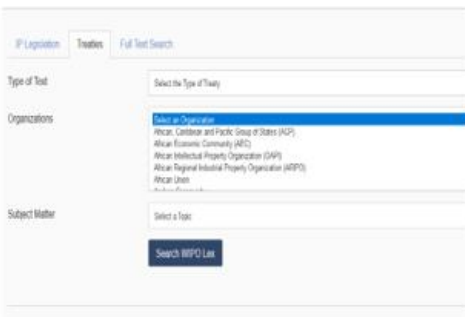 IP Legislation Treaties Full Text Search
Type of Text Select the Type of Treaty
Organizations Select an Organization
African, Caribbean and Pacific Group of States (ACP)
African Economic Community (AEC)
African Intellectual Property Organization (OAPI)
African Regional Industrial Property Organization (ARIPO)
African Union
Subject Matter Select a Topic
Search WIPO Lex